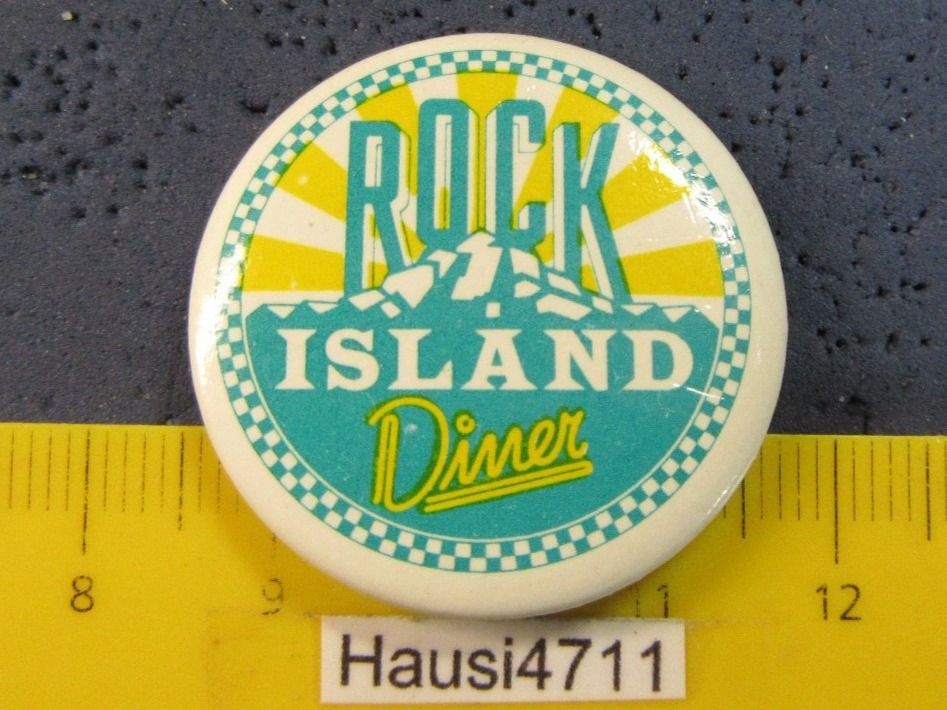 ROCK
ISLAND
Diner
8 9 11 12
Hausi4711